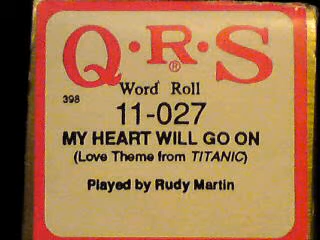 Q·R·S
®
Word Roll
398
11-027
MY HEART WILL GO ON
(Love Theme from TITANIC)
Played by Rudy Martin